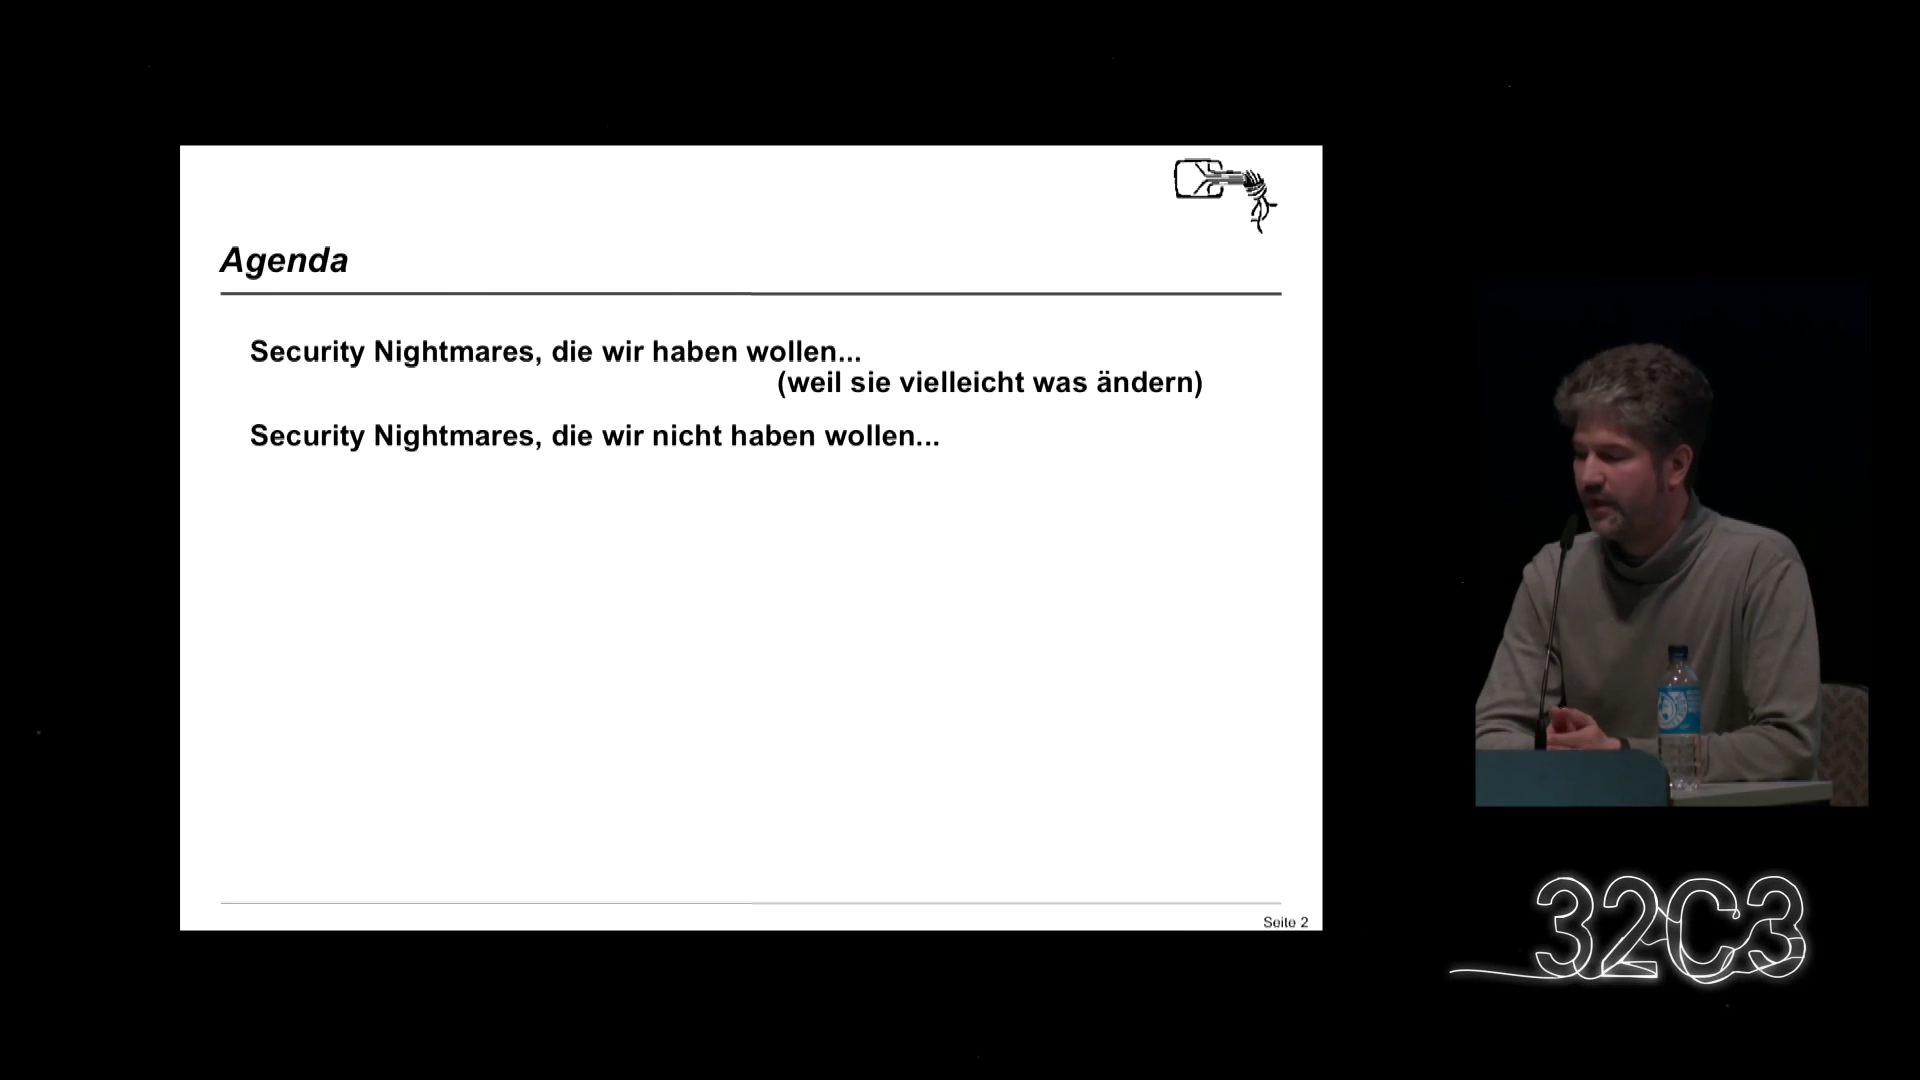 Agenda
Security Nightmares, die wir haben wollen...
(weil sie vielleicht was ändern)
Security Nightmares, die wir nicht haben wollen...
Seite 2
32C3